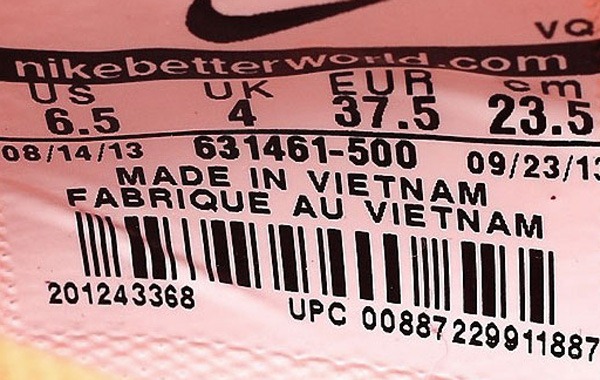 VQ
nikebetterworld.com
US UK EUR cm
6.5 4 37.5 23.5
08/14/13 631461-500 09/23/13
MADE IN VIETNAM
FABRIQUE AU VIETNAM
201243368 UPC 00887229911887